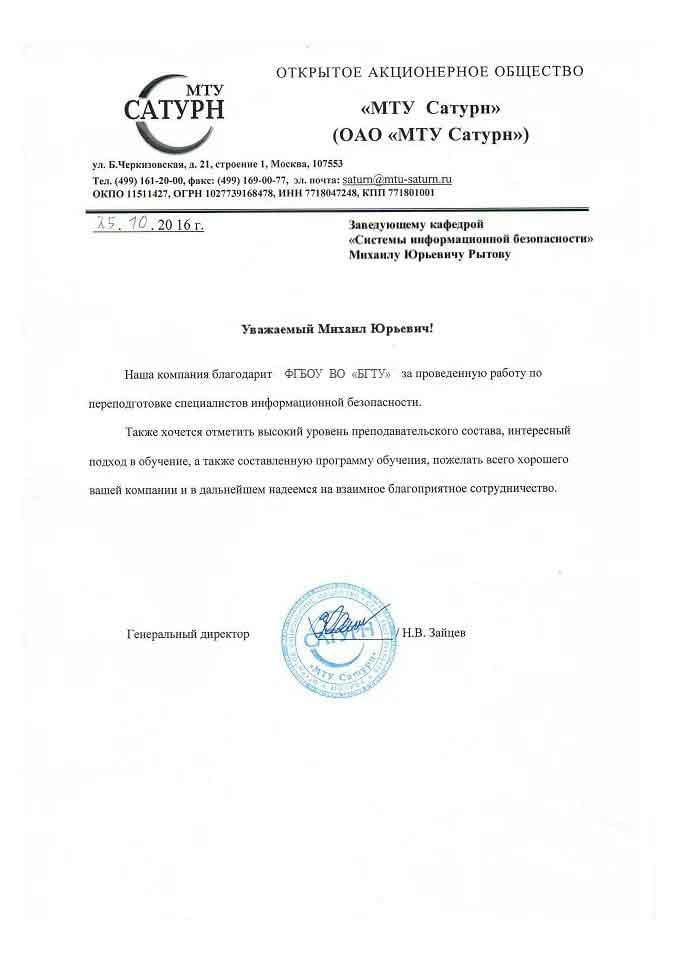 МТУ
САТУРН
ОТКРЫТОЕ АКЦИОНЕРНОЕ ОБЩЕСТВО
«МТУ Сатурн»
(ОАО «МТУ Сатурн»)
ул. Б.Черкизовская, д. 21, строение 1, Москва, 107553
Тел. (499) 161-20-00, факс: (499) 169-00-77, эл. почта: saturn@mtu-saturn.ru
ОКПО 11511427, ОГРН 1027739168478, ИНН 7718047248, КПП 771801001
25. 10. 2016 г.
Заведующему кафедрой
«Системы информационной безопасности»
Михаилу Юрьевичу Рытову
Уважаемый Михаил Юрьевич!
Наша компания благодарит ФГБОУ ВО «БГТУ» за проведенную работу по
переподготовке специалистов информационной безопасности.
Также хочется отметить высокий уровень преподавательского состава, интересный
подход в обучение, а также составленную программу обучения, пожелать всего хорошего
вашей компании и в дальнейшем надеемся на взаимное благоприятное сотрудничество.
Генеральный директор
/ Н.В. Зайцев
САТУРН
«МТУ Сатурн»